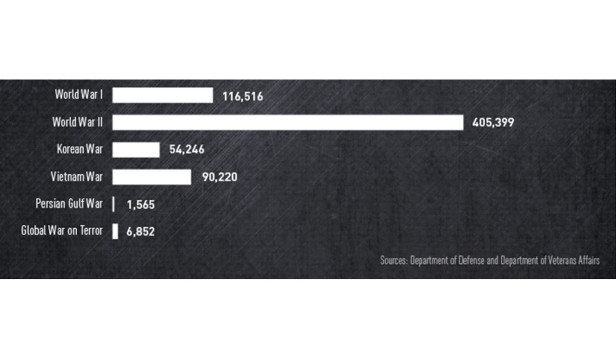 World War I 116,516
World War II 405,399
Korean War 54,246
Vietnam War 90,220
Persian Gulf War 1,565
Global War on Terror 6,852
Sources: Department of Defense and Department of Veterans Affairs